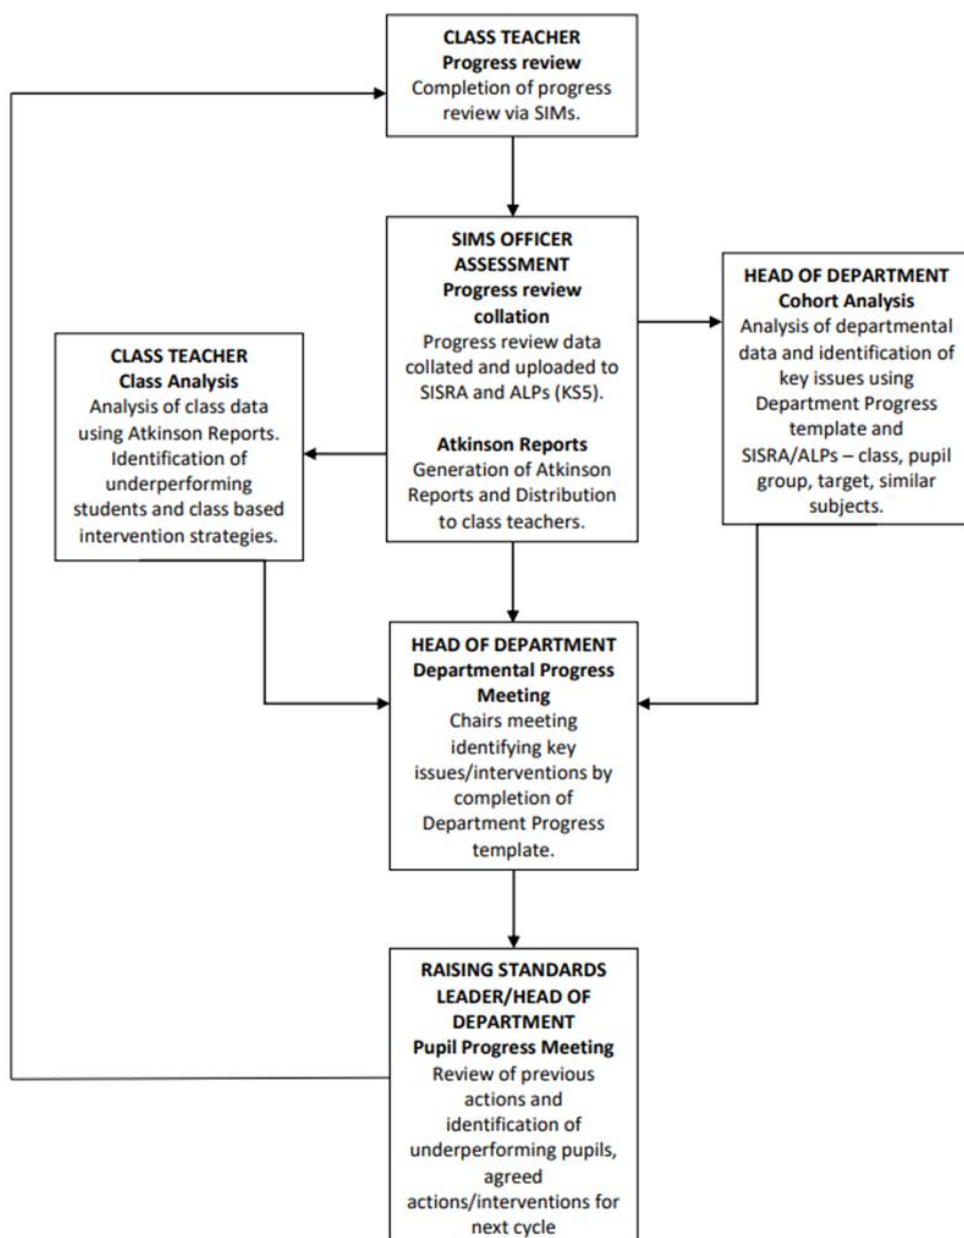 CLASS TEACHER
Progress review
Completion of progress
review via SIMs.
SIMS OFFICER
ASSESSMENT
Progress review
collation
Progress review data
collated and uploaded to
SISRA and ALPs (KS5).
Atkinson Reports
Generation of Atkinson
Reports and Distribution
to class teachers.
HEAD OF DEPARTMENT
Cohort Analysis
Analysis of departmental
data and identification of
key issues using
Department Progress
template and
SISRA/ALPs – class, pupil
group, target, similar
subjects.
CLASS TEACHER
Class Analysis
Analysis of class data
using Atkinson Reports.
Identification of
underperforming
students and class based
intervention strategies.
HEAD OF DEPARTMENT
Departmental Progress
Meeting
Chairs meeting
identifying key
issues/interventions by
completion of
Department Progress
template.
RAISING STANDARDS
LEADER/HEAD OF
DEPARTMENT
Pupil Progress Meeting
Review of previous
actions and
identification of
underperforming pupils,
agreed
actions/interventions for
next cycle